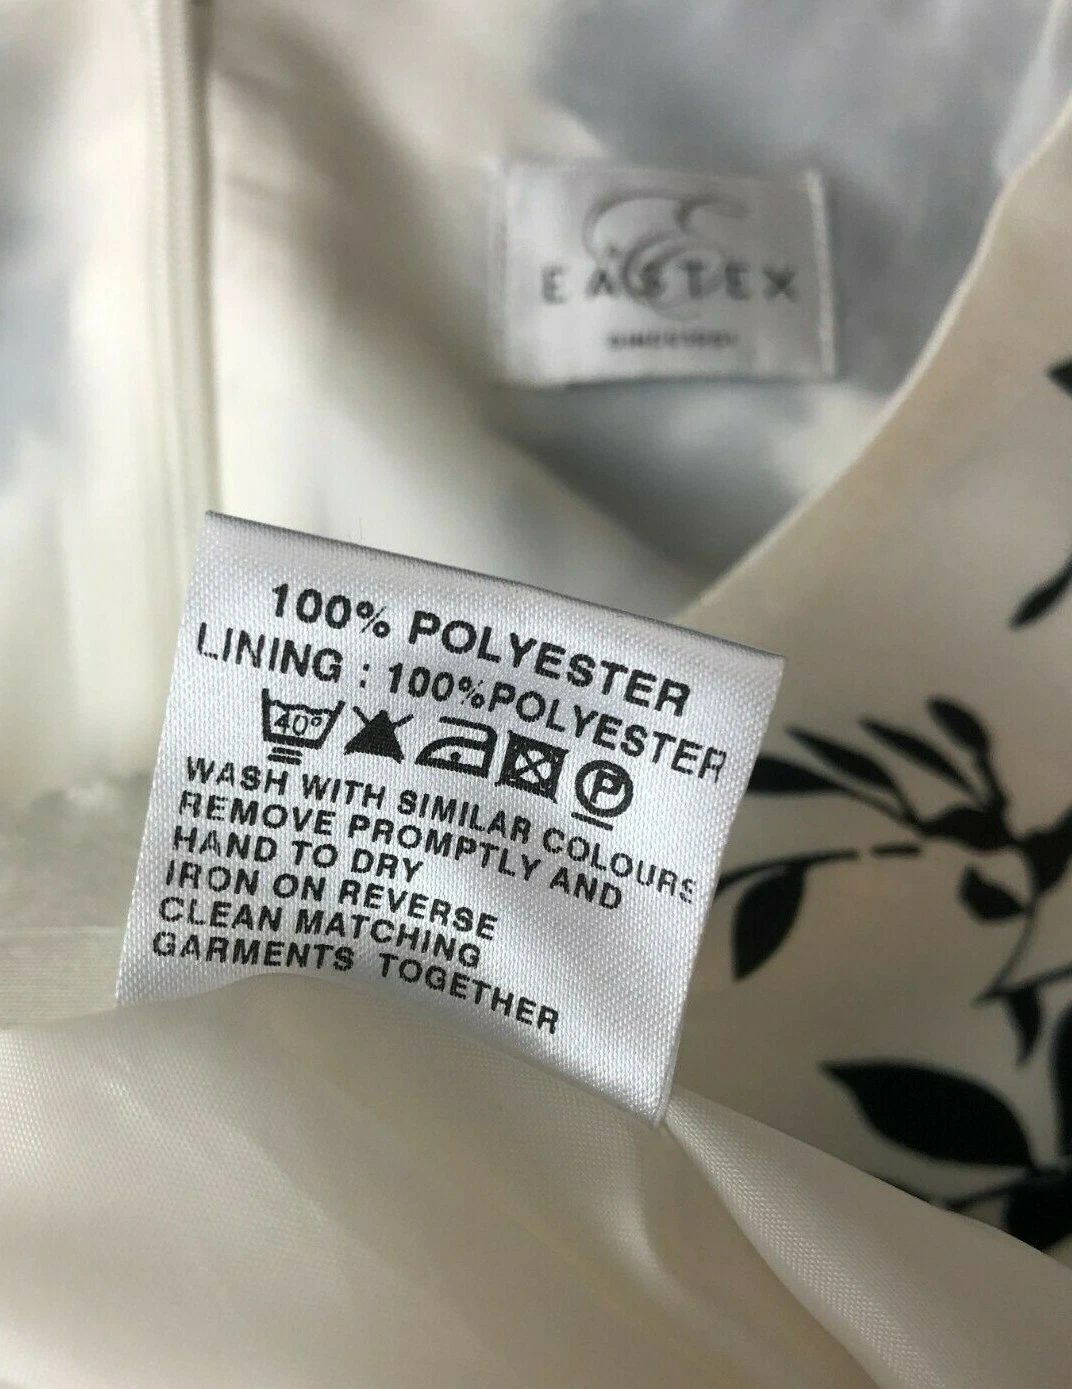 EASTEX
100% POLYESTER
LINING : 100%POLYESTER
40°
P
WASH WITH SIMILAR COLOURS
REMOVE PROMPTLY AND
HAND TO DRY
IRON ON REVERSE
CLEAN MATCHING
GARMENTS TOGETHER